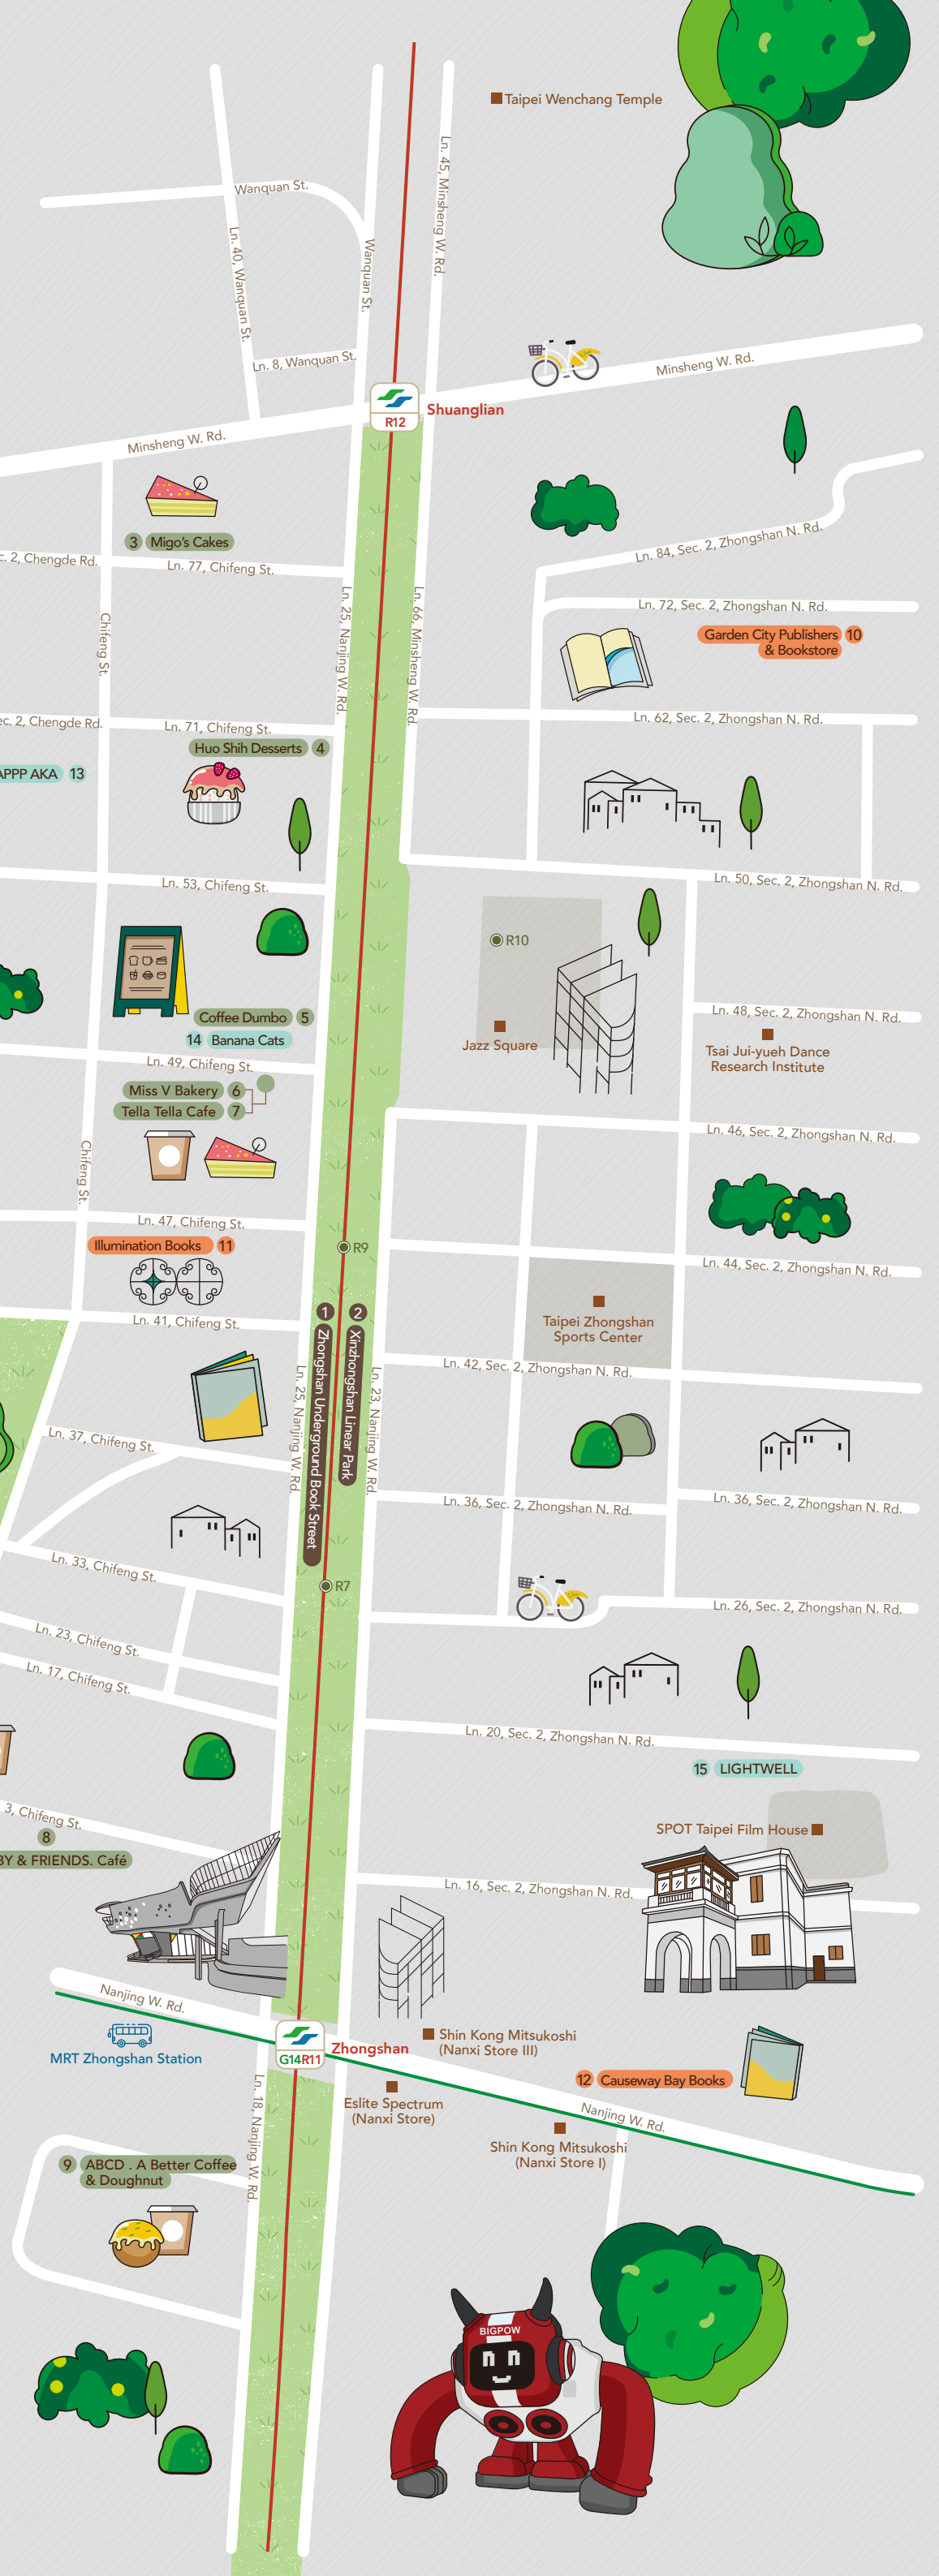 Taipei Wenchang Temple
Ln. 45, Minsheng W. Rd.
Wanquan St.
Ln. 40, Wanquan St.
Wanquan St.
Ln. 8, Wanquan St.
Minsheng W. Rd.
R12
Shuanglian
Minsheng W. Rd.
3 Migo's Cakes
Ln. 84, Sec. 2, Zhongshan N. Rd.
c. 2, Chengde Rd.
Ln. 77, Chifeng St.
Ln. 25, Nanjing W. Rd.
Ln. 66, Minsheng W. Rd.
Ln. 72, Sec. 2, Zhongshan N. Rd.
Chifeng St.
Garden City Publishers 10
& Bookstore
ec. 2, Chengde Rd.
Ln. 71, Chifeng St.
Ln. 62, Sec. 2, Zhongshan N. Rd.
Huo Shih Desserts 4
APPP AKA 13
Ln. 53, Chifeng St.
Ln. 50, Sec. 2, Zhongshan N. Rd.
R10
Coffee Dumbo 5
14 Banana Cats
Jazz Square
Ln. 48, Sec. 2, Zhongshan N. Rd.
Tsai Jui-yueh Dance
Research Institute
Ln. 49, Chifeng St.
Miss V Bakery 6
Tella Tella Cafe 7
Ln. 46, Sec. 2, Zhongshan N. Rd.
Chifeng St.
Ln. 47, Chifeng St.
Illumination Books 11
R9
Ln. 44, Sec. 2, Zhongshan N. Rd.
Ln. 41, Chifeng St.
1 Zhongshan Underground Book Street
2 Xinzhongshan Linear Park
Taipei Zhongshan
Sports Center
Ln. 42, Sec. 2, Zhongshan N. Rd.
Ln. 25, Nanjing W. Rd.
Ln. 23, Nanjing W. Rd.
Ln. 37, Chifeng St.
Ln. 36, Sec. 2, Zhongshan N. Rd.
Ln. 36, Sec. 2, Zhongshan N. Rd.
Ln. 33, Chifeng St.
R7
Ln. 26, Sec. 2, Zhongshan N. Rd.
Ln. 23, Chifeng St.
Ln. 17, Chifeng St.
Ln. 20, Sec. 2, Zhongshan N. Rd.
15 LIGHTWELL
3, Chifeng St.
8
BY & FRIENDS. Café
SPOT Taipei Film House
Ln. 16, Sec. 2, Zhongshan N. Rd.
Nanjing W. Rd.
MRT Zhongshan Station
G14R11
Zhongshan
Shin Kong Mitsukoshi
(Nanxi Store III)
12 Causeway Bay Books
Eslite Spectrum
(Nanxi Store)
Nanjing W. Rd.
Shin Kong Mitsukoshi
(Nanxi Store I)
Ln. 18, Nanjing W. Rd.
9 ABCD . A Better Coffee
& Doughnut
BIGPOW